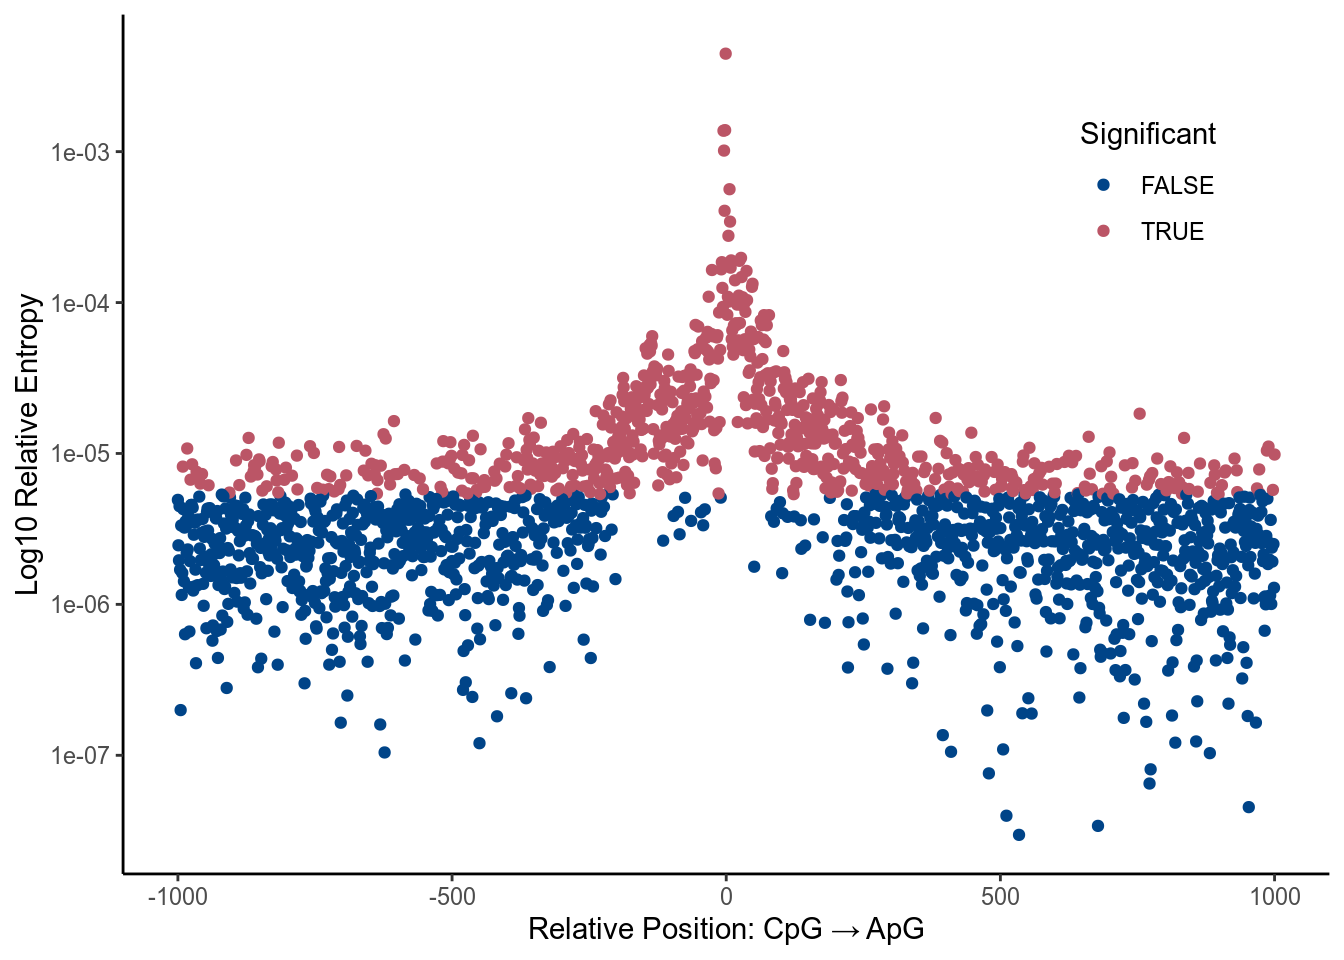 Log10 Relative Entropy
1e-03
1e-04
1e-05
1e-06
1e-07
Significant
FALSE
TRUE
-1000 -500 0 500 1000
Relative Position: CpG → ApG